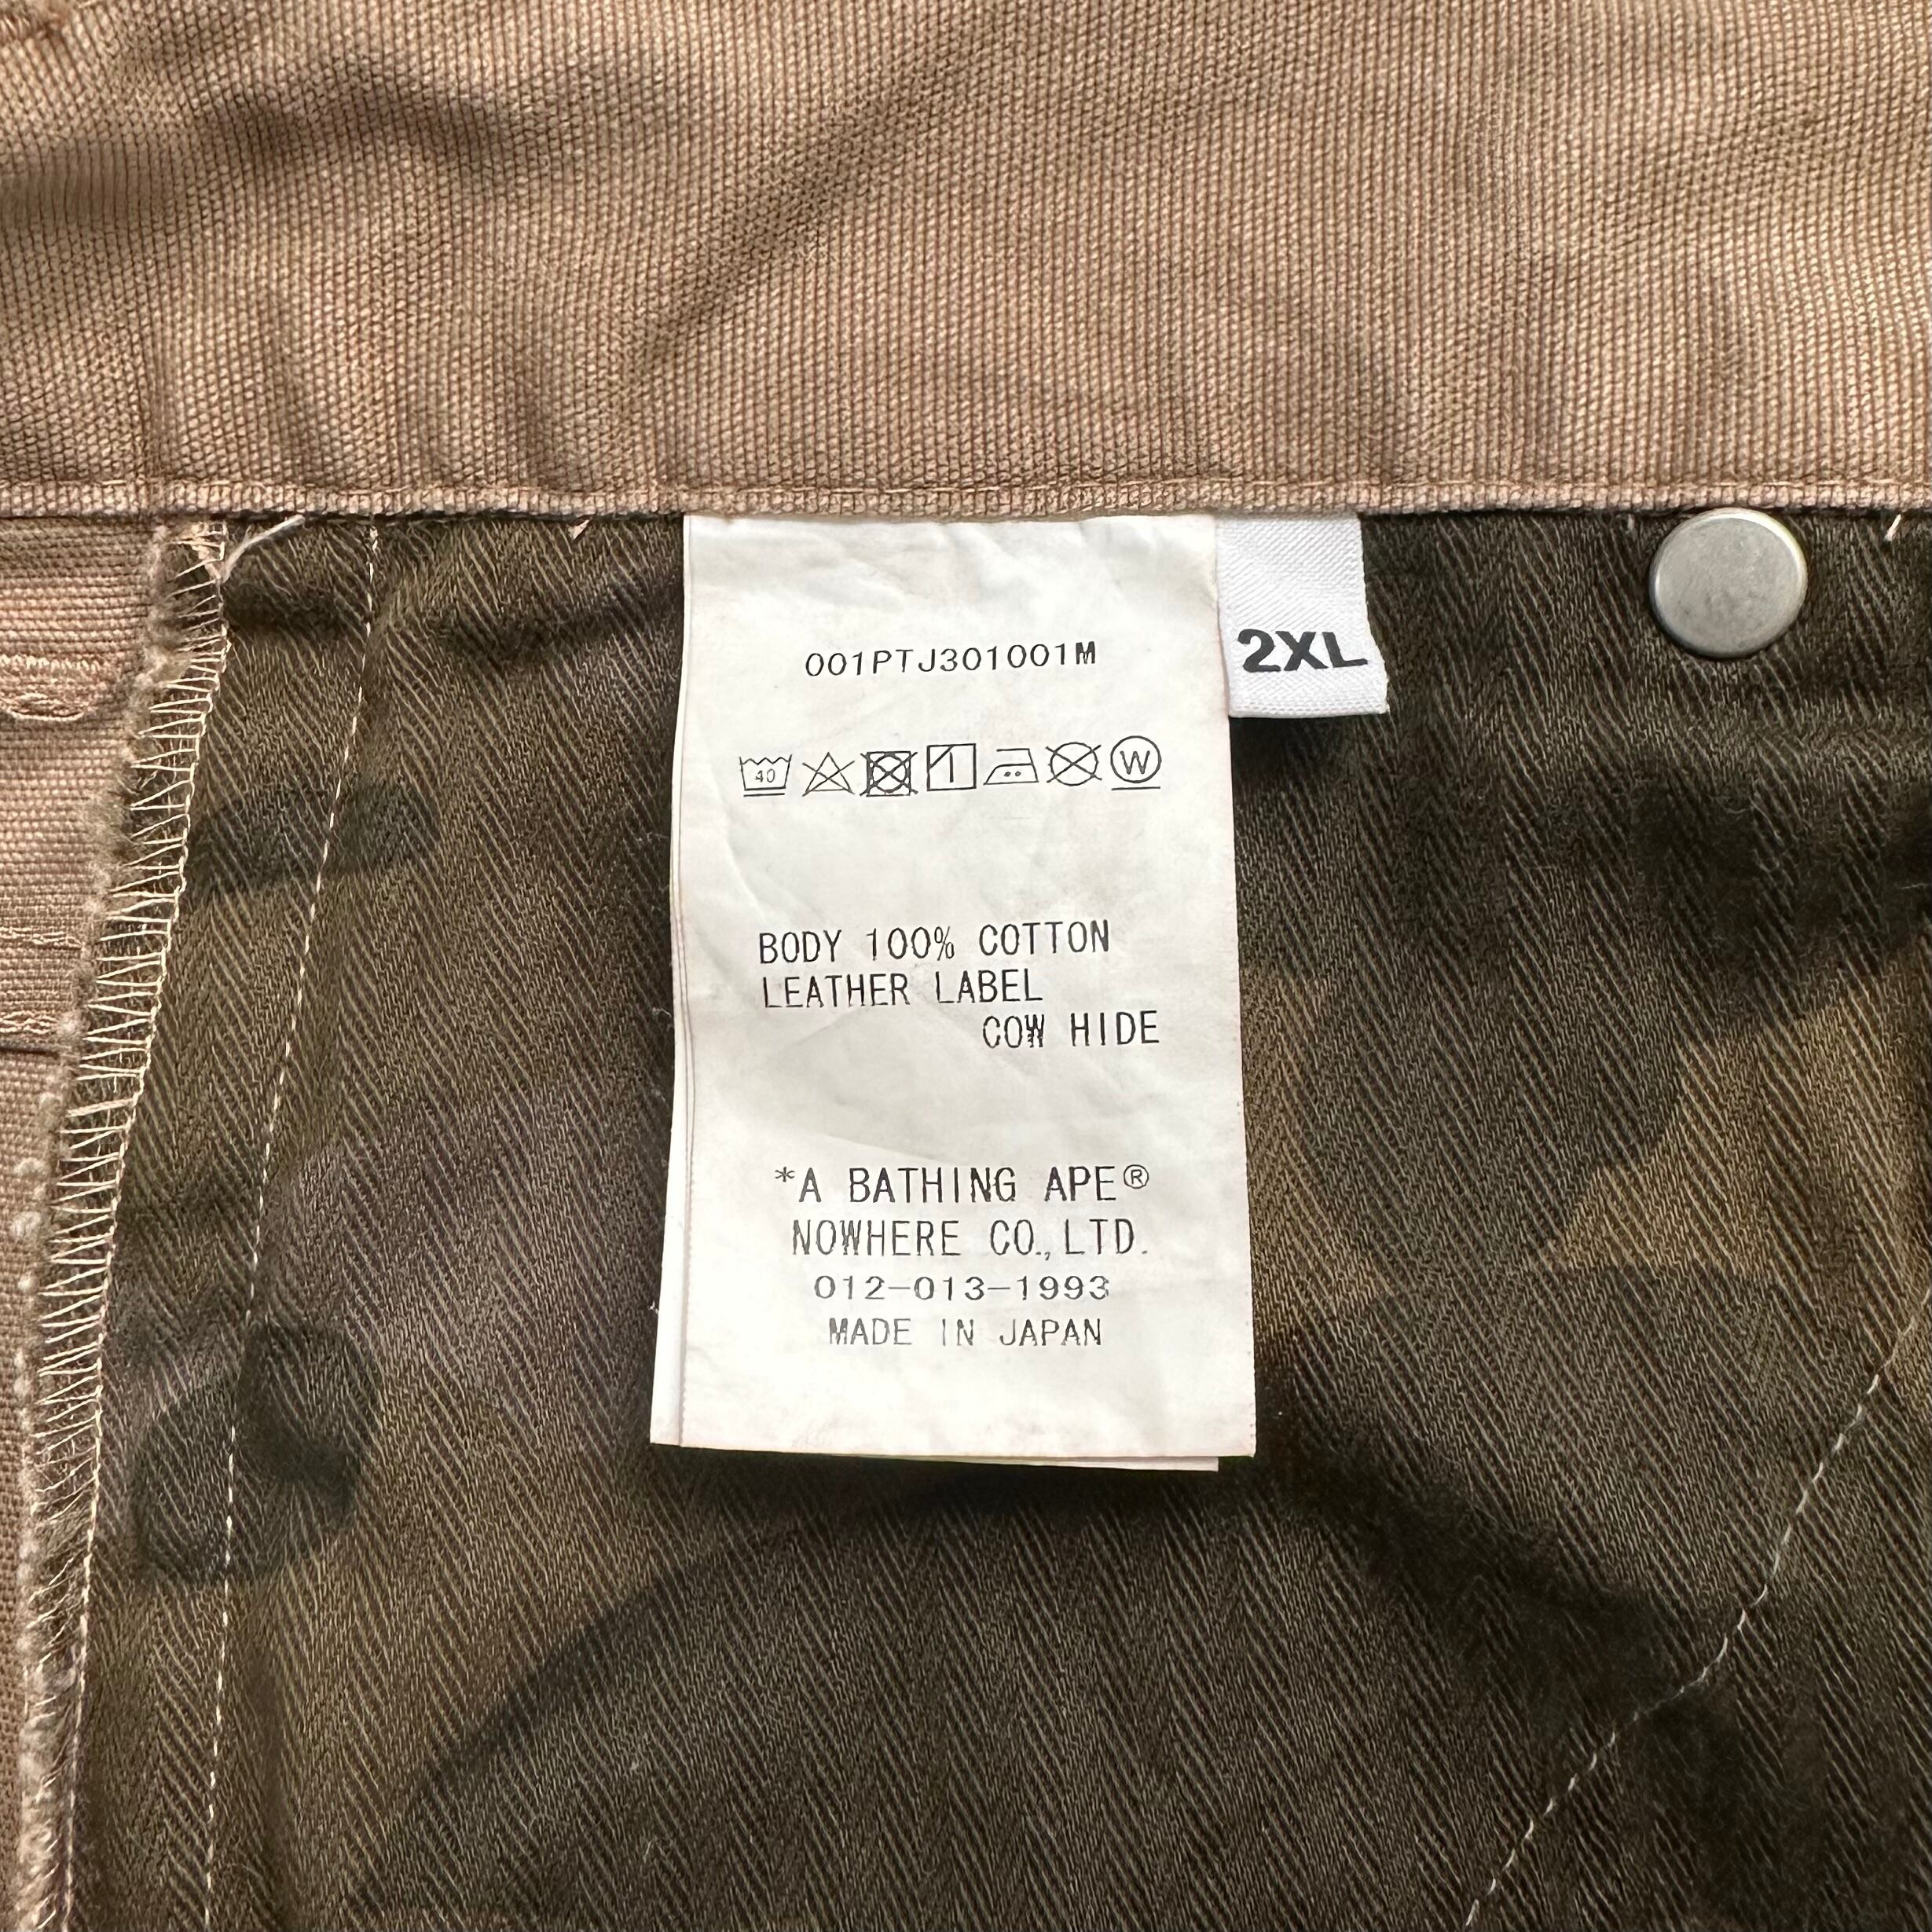 001PTJ301001M
2XL
40
W
BODY 100% COTTON
LEATHER LABEL
COW HIDE
*A BATHING APE®
NOWHERE CO.,LTD.
012-013-1993
MADE IN JAPAN